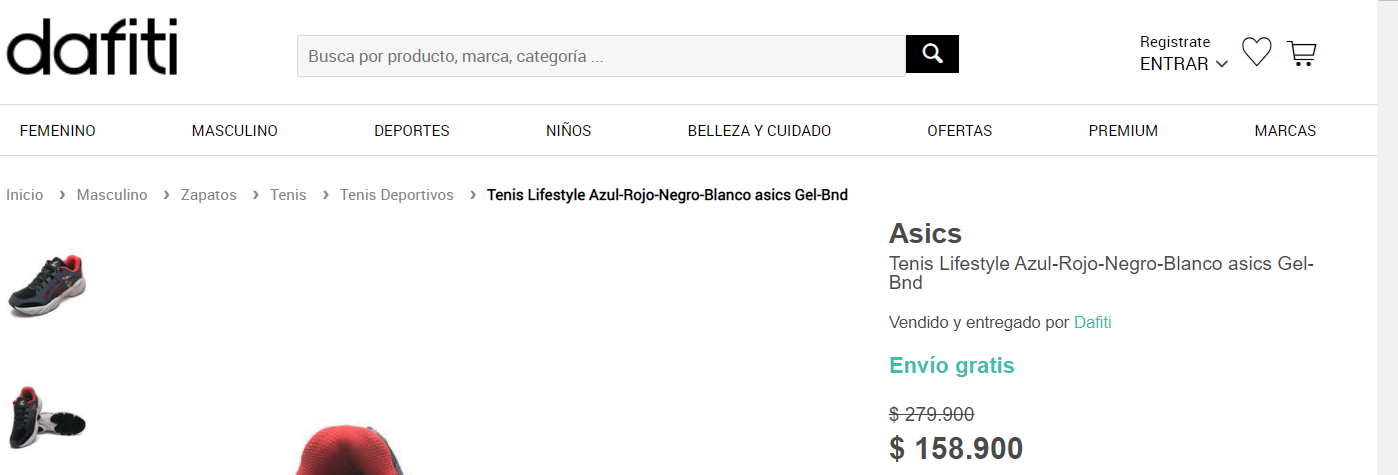 dafiti
Busca por producto, marca, categoría ...
Registrate
ENTRAR
FEMENINO
MASCULINO
DEPORTES
NIÑOS
BELLEZA Y CUIDADO
OFERTAS
PREMIUM
MARCAS
Inicio › Masculino › Zapatos › Tenis › Tenis Deportivos › Tenis Lifestyle Azul-Rojo-Negro-Blanco asics Gel-Bnd
Asics
Tenis Lifestyle Azul-Rojo-Negro-Blanco asics Gel-
Bnd
Vendido y entregado por Dafiti
Envío gratis
$ 279.900
$ 158.900